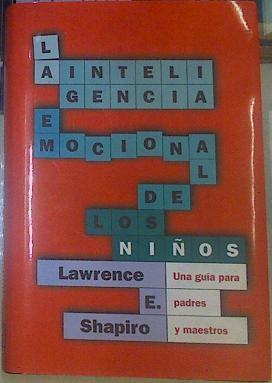 LA INTELI
GENCIA
EMOCIONAL
DE
LOS
NIÑOS
Lawrence
E.
Shapiro
Una guía para
padres
y maestros